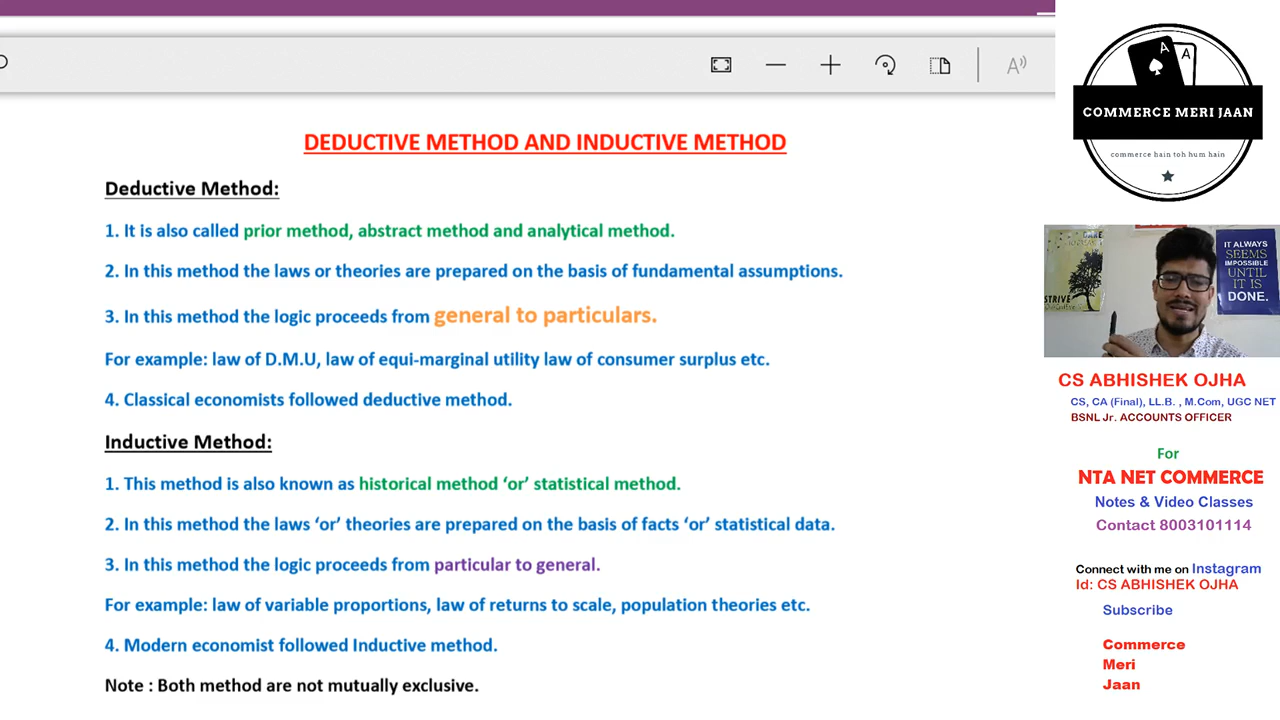 DEDUCTIVE METHOD AND INDUCTIVE METHOD
Deductive Method:
1. It is also called prior method, abstract method and analytical method.
2. In this method the laws or theories are prepared on the basis of fundamental assumptions.
3. In this method the logic proceeds from general to particulars.
For example: law of D.M.U, law of equi-marginal utility law of consumer surplus etc.
4. Classical economists followed deductive method.
Inductive Method:
1. This method is also known as historical method ‘or’ statistical method.
2. In this method the laws ‘or’ theories are prepared on the basis of facts ‘or’ statistical data.
3. In this method the logic proceeds from particular to general.
For example: law of variable proportions, law of returns to scale, population theories etc.
4. Modern economist followed Inductive method.
Note : Both method are not mutually exclusive.
A
A
COMMERCE MERI JAAN
commerce hain toh hum hain
STRIVE
IT ALWAYS
SEEMS
IMPOSSIBLE
UNTIL
IT IS
DONE.
CS ABHISHEK OJHA
CS, CA (Final), LL.B. , M.Com, UGC NET
BSNL Jr. ACCOUNTS OFFICER
For
NTA NET COMMERCE
Notes & Video Classes
Contact 8003101114
Connect with me on Instagram
Id: CS ABHISHEK OJHA
Subscribe
Commerce
Meri
Jaan